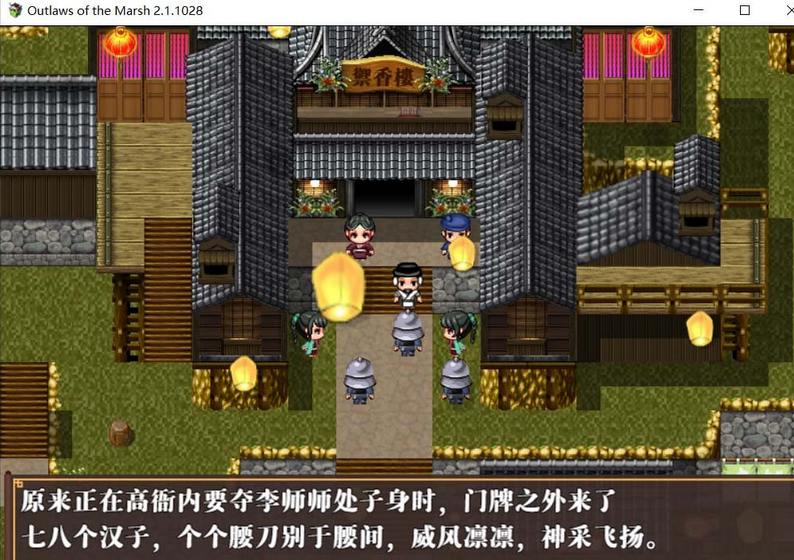 Outlaws of the Marsh 2.1.1028
禦香樓
原来正在高衙内要夺李师师处子身时，门牌之外来了
七八个汉子，个个腰刀别于腰间，威风凛凛，神采飞扬。